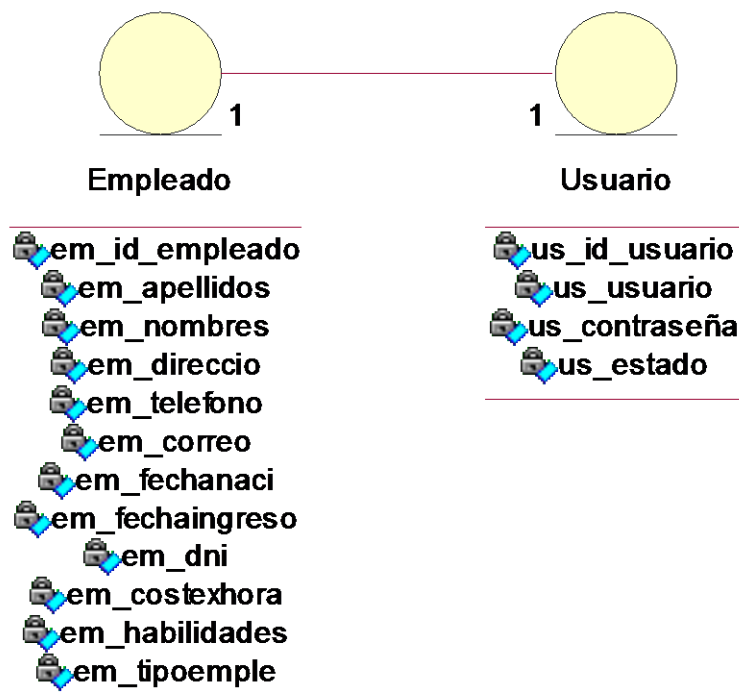 1
1
Empleado
Usuario
em_id_empleado
em_apellidos
em_nombres
em_direccio
em_telefono
em_correo
em_fechanaci
em_fechaingreso
em_dni
em_costexhora
em_habilidades
em_tipoemple
us_id_usuario
us_usuario
us_contraseña
us_estado